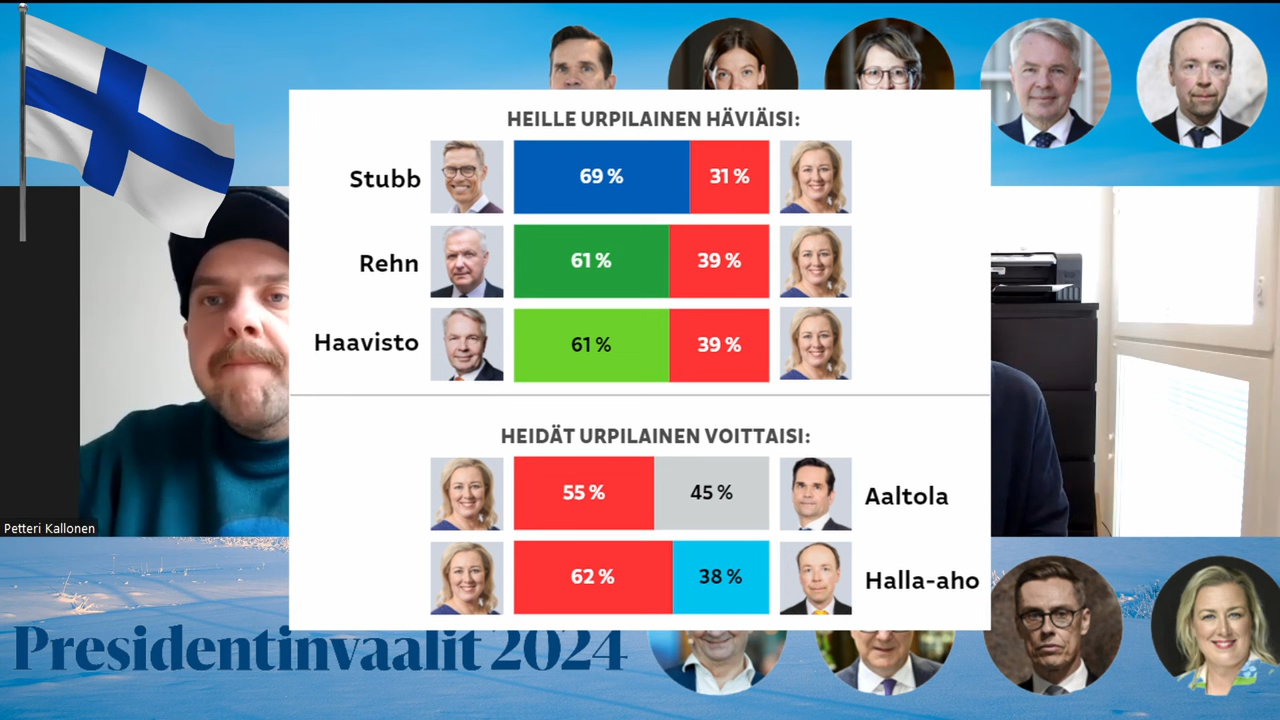 HEILLE URPILAINEN HÄVIÄISI:
Stubb 69 % 31 %
Rehn 61 % 39 %
Haavisto 61 % 39 %
HEIDÄT URPILAINEN VOITTAISI:
55 % 45 % Aaltola
62 % 38 % Halla-aho
Petteri Kallonen
Presidentinvaalit 2024